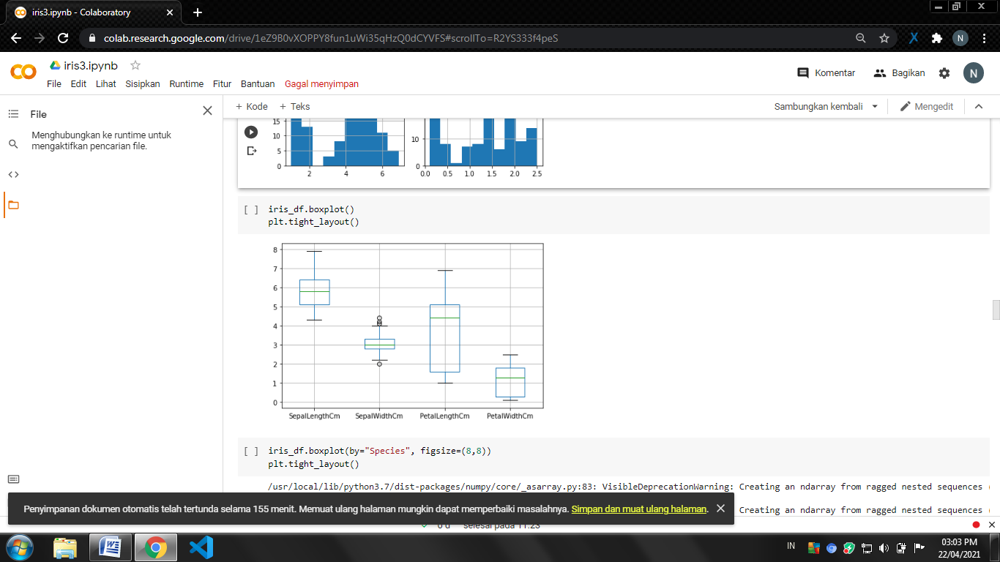 iris3.ipynb - Colaboratory
colab.research.google.com/drive/1eZ9B0vXOPPY8fun1uWi35qHzQ0dCYVFS#scrollTo=R2YS333f4peS
N
iris3.ipynb
File Edit Lihat Sisipkan Runtime Fitur Bantuan Gagal menyimpan
Komentar Bagikan N
File
Menghubungkan ke runtime untuk
mengaktifkan pencarian file.
+ Kode + Teks
Sambungkan kembali Mengedit
15
10
5
0
2 4 6
10
0
0.0 0.5 1.0 1.5 2.0 2.5
[ ] iris_df.boxplot()
plt.tight_layout()
8
7
6
5
4
3
2
1
0
SepalLengthCm SepalWidthCm PetalLengthCm PetalWidthCm
[ ] iris_df.boxplot(by="Species", figsize=(8,8))
plt.tight_layout()
/usr/local/lib/python3.7/dist-packages/numpy/core/_asarray.py:83: VisibleDeprecationWarning: Creating an ndarray from ragged nested sequences (
Creating an ndarray from ragged nested sequences (
Penyimpanan dokumen otomatis telah tertunda selama 155 menit. Memuat ulang halaman mungkin dapat memperbaiki masalahnya. Simpan dan muat ulang halaman.
0 d selesai pada 11.23
IN
03:03 PM
22/04/2021